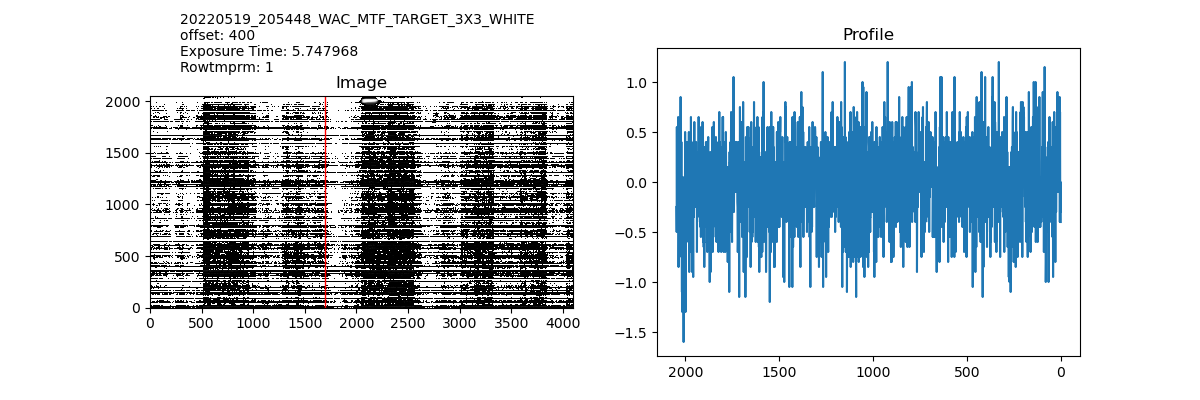 20220519_205448_WAC_MTF_TARGET_3X3_WHITE
offset: 400
Exposure Time: 5.747968
Rowtmprm: 1
Image
2000
1500
1000
500
0
0 500 1000 1500 2000 2500 3000 3500 4000
Profile
1.0
0.5
0.0
−0.5
−1.0
−1.5
2000 1500 1000 500 0